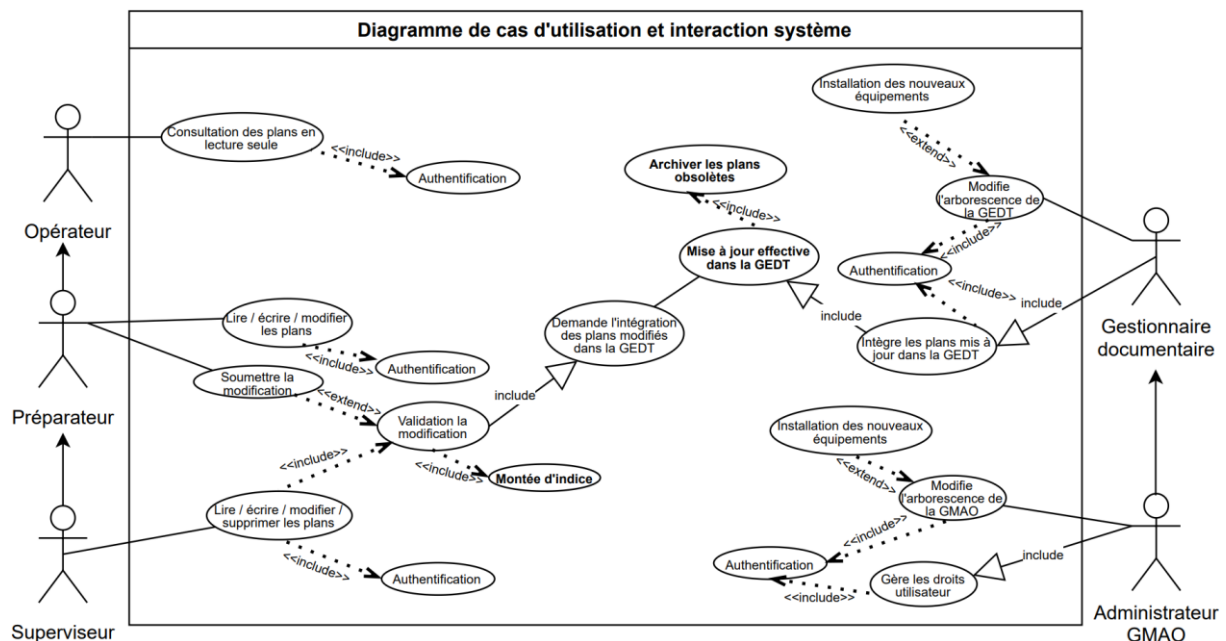 Diagramme de cas d'utilisation et interaction système
Installation des nouveaux
équipements
Consultation des plans en
lecture seule
<<include>>
Authentification
Opérateur
Archiver les plans
obsolètes
<<include>>
Mise à jour effective
dans la GEDT
<<extend>>
Modifie
l'arborescence de
la GEDT
<<include>>
Authentification
<<include>>
include
include
Intègre les plans mis à
jour dans la GEDT
Gestionnaire
documentaire
Lire / écrire / modifier
les plans
<<include>>
Authentification
Demande l'intégration
des plans modifiés
dans la GEDT
Soumettre la
modification
<<extend>>
Préparateur
include
Validation la
modification
<<include>>
<<include>>
Montée d'indice
Lire / écrire / modifier /
supprimer les plans
<<include>>
Authentification
Superviseur
Installation des nouveaux
équipements
<<extend>>
Modifie
l'arborescence de
la GMAO
<<include>>
Authentification
include
Gère les droits
utilisateur
<<include>>
Administrateur
GMAO